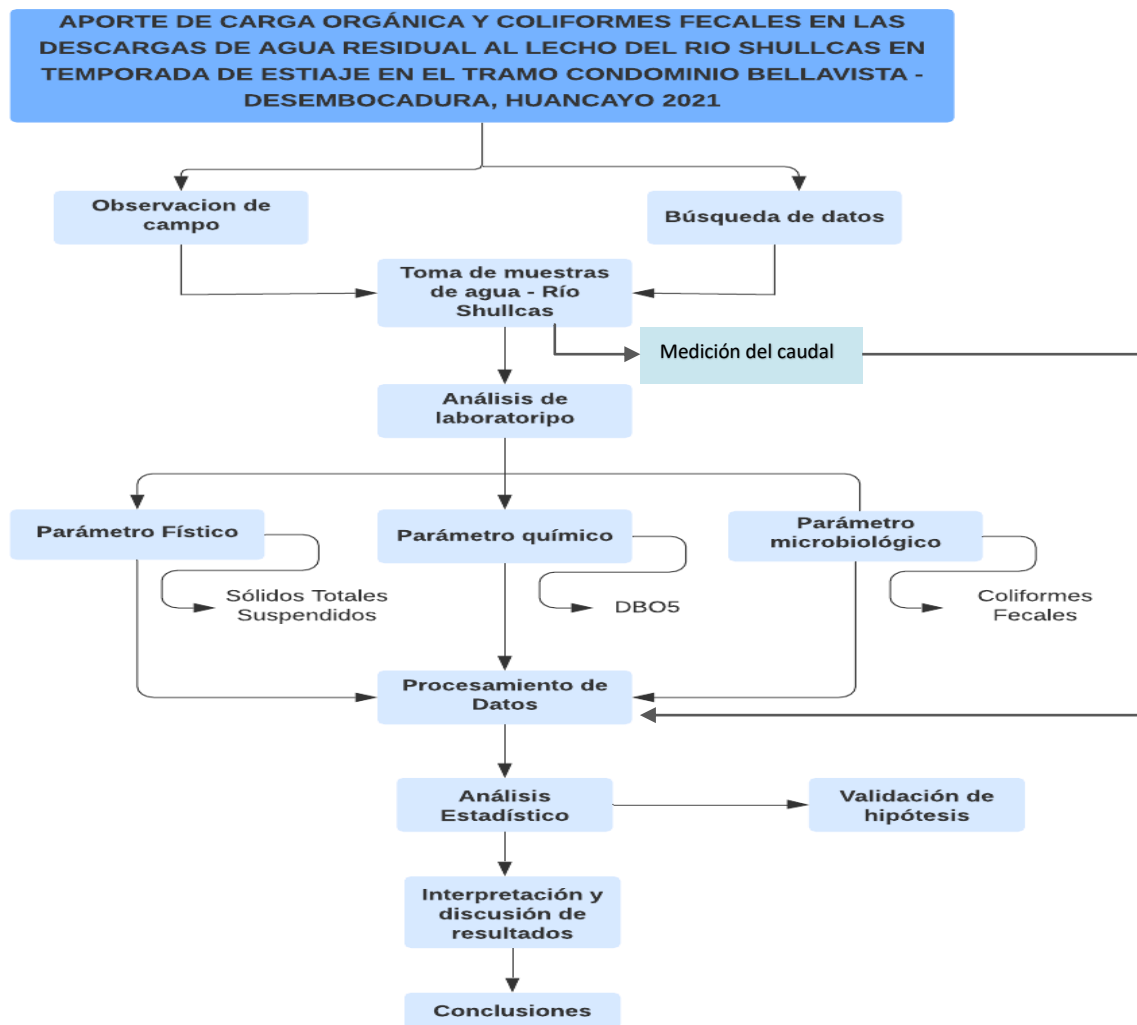 APORTE DE CARGA ORGÁNICA Y COLIFORMES FECALES EN LAS
DESCARGAS DE AGUA RESIDUAL AL LECHO DEL RIO SHULLCAS EN
TEMPORADA DE ESTIAJE EN EL TRAMO CONDOMINIO BELLAVISTA -
DESEMBOCADURA, HUANCAYO 2021
Observacion de
campo
Búsqueda de datos
Toma de muestras
de agua - Río
Shullcas
Medición del caudal
Análisis de
laboratoripo
Parámetro Fístico
Parámetro químico
Parámetro
microbiológico
Sólidos Totales
Suspendidos
DBO5
Coliformes
Fecales
Procesamiento de
Datos
Análisis
Estadístico
Validación de
hipótesis
Interpretación y
discusión de
resultados
Conclusiones